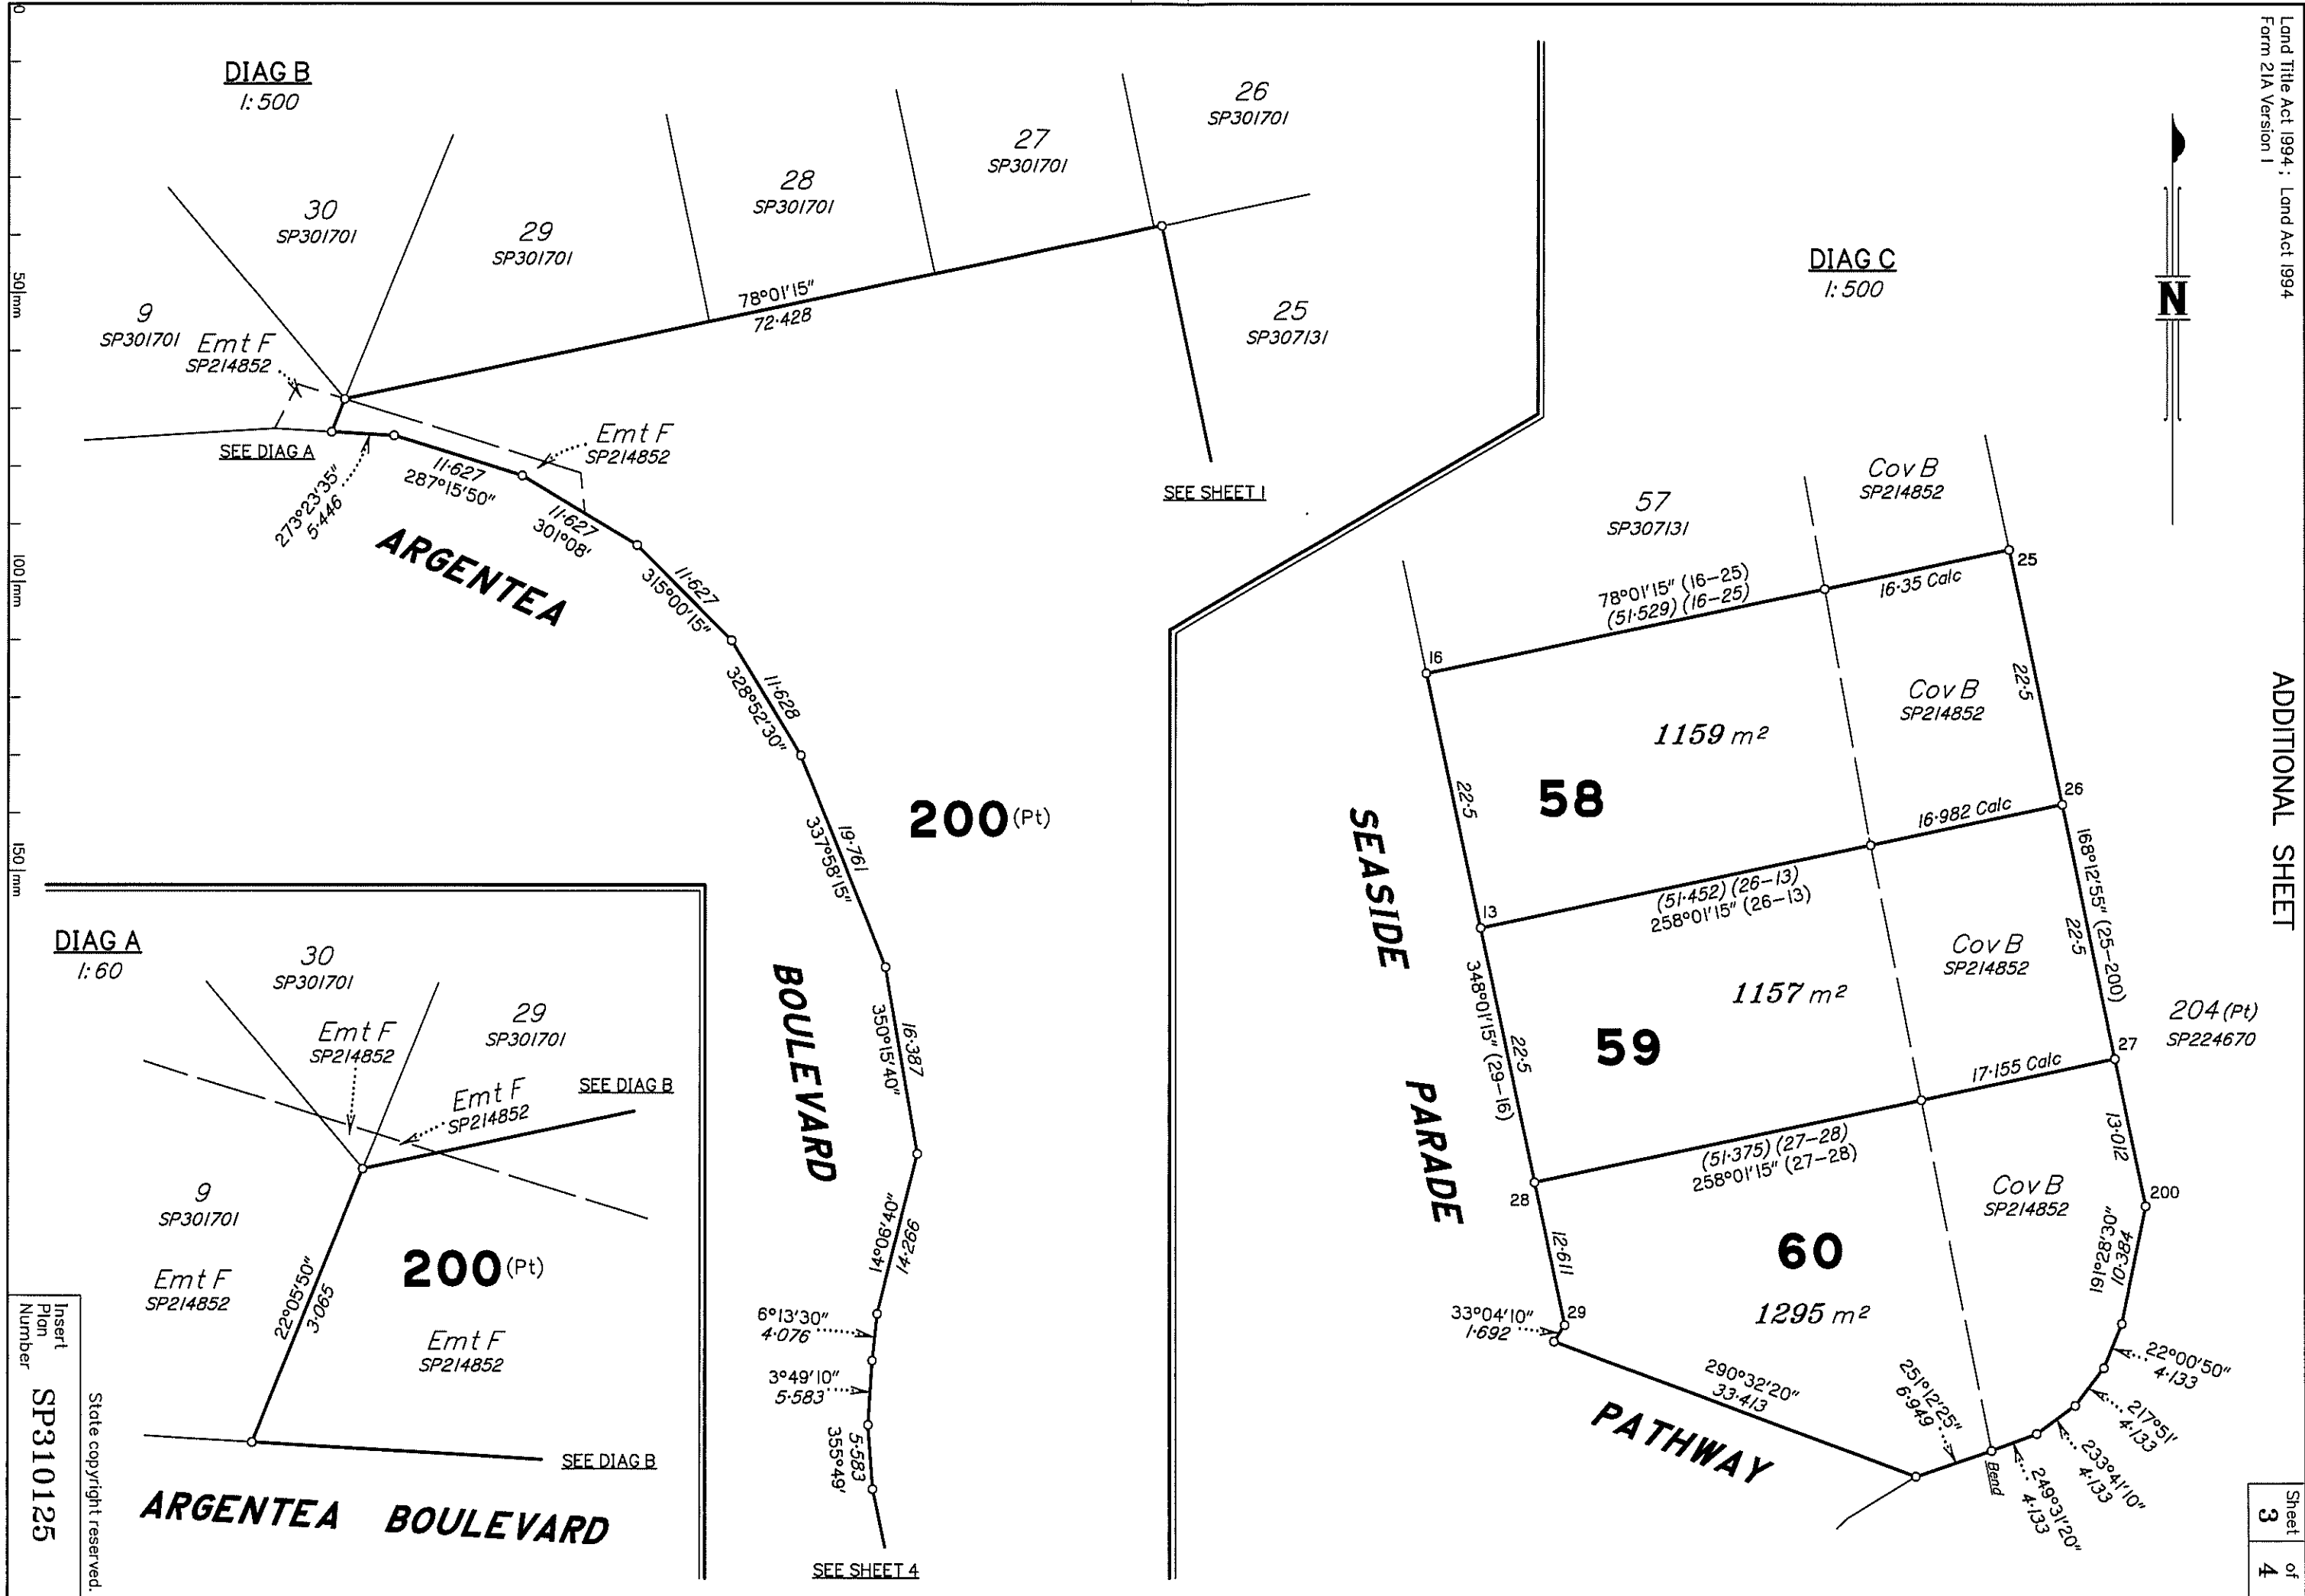 Land Title Act 1994; Land Act 1994
Form 21A Version 1
ADDITIONAL SHEET
Sheet
3
of
4
0
50 mm
100 mm
150 mm
N
DIAG B
1:500
26
SP301701
27
SP301701
28
SP301701
29
SP301701
30
SP301701
9
SP301701
Emt F
SP214852
25
SP307131
78°01'15"
72·428
SEE DIAG A
Emt F
SP214852
SEE SHEET 1
273°23'35"
5·446
11·627
287°15'50"
11·627
301°08'
11·627
315°00'15"
11·628
328°52'30"
19·761
337°58'15"
16·387
350°15'40"
14°06'40"
14·266
6°13'30"
4·076
3°49'10"
5·583
5·583
355°49'
ARGENTEA
BOULEVARD
200 (Pt)
SEE SHEET 4
DIAG A
1:60
30
SP301701
29
SP301701
Emt F
SP214852
Emt F
SP214852
SEE DIAG B
9
SP301701
Emt F
SP214852
22°05'50"
3·065
200 (Pt)
Emt F
SP214852
SEE DIAG B
ARGENTEA BOULEVARD
DIAG C
1:500
Cov B
SP214852
57
SP307131
25
78°01'15" (16-25)
(51·529) (16-25)
16·35 Calc
16
22·5
Cov B
SP214852
1159 m²
58
22·5
26
16·982 Calc
13
(51·452) (26-13)
258°01'15" (26-13)
168°12'55" (25-200)
22·5
Cov B
SP214852
1157 m²
59
348°01'15" (29-16)
22·5
204 (Pt)
SP224670
27
17·155 Calc
(51·375) (27-28)
258°01'15" (27-28)
28
13·012
Cov B
SP214852
200
191°28'30"
10·384
60
1295 m²
12·611
29
33°04'10"
1·692
290°32'20"
33·413
251°12'25"
6·949
22°00'50"
4·133
217°51'
4·133
233°41'10"
4·133
249°31'20"
4·133
Bend
SEASIDE
PARADE
PATHWAY
State copyright reserved.
Insert
Plan
Number
SP310125